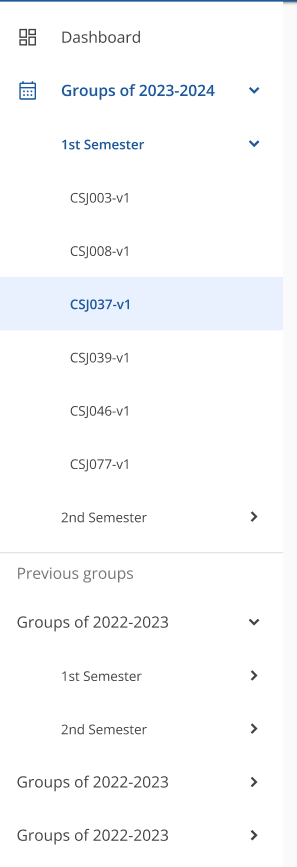 Dashboard
Groups of 2023-2024
1st Semester
CSJ003-v1
CSJ008-v1
CSJ037-v1
CSJ039-v1
CSJ046-v1
CSJ077-v1
2nd Semester
Previous groups
Groups of 2022-2023
1st Semester
2nd Semester
Groups of 2022-2023
Groups of 2022-2023